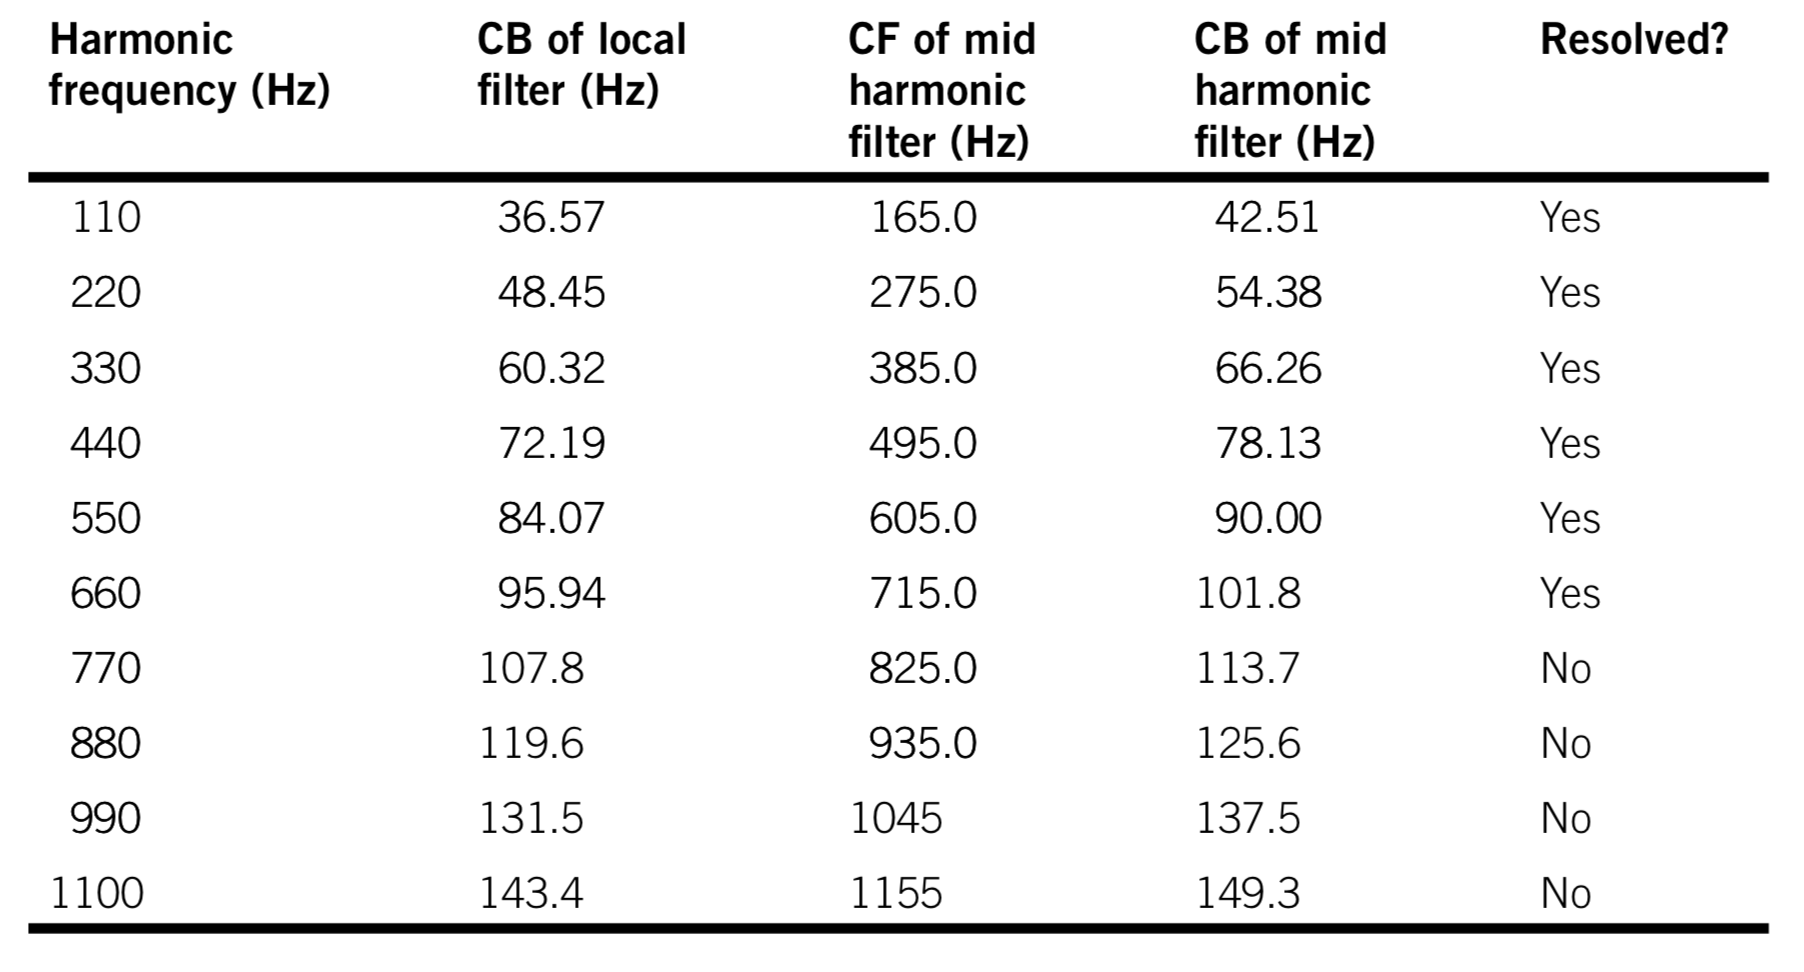 Harmonic frequency (Hz) CB of local filter (Hz) CF of mid harmonic filter (Hz) CB of mid harmonic filter (Hz) Resolved?
110 36.57 165.0 42.51 Yes
220 48.45 275.0 54.38 Yes
330 60.32 385.0 66.26 Yes
440 72.19 495.0 78.13 Yes
550 84.07 605.0 90.00 Yes
660 95.94 715.0 101.8 Yes
770 107.8 825.0 113.7 No
880 119.6 935.0 125.6 No
990 131.5 1045 137.5 No
1100 143.4 1155 149.3 No